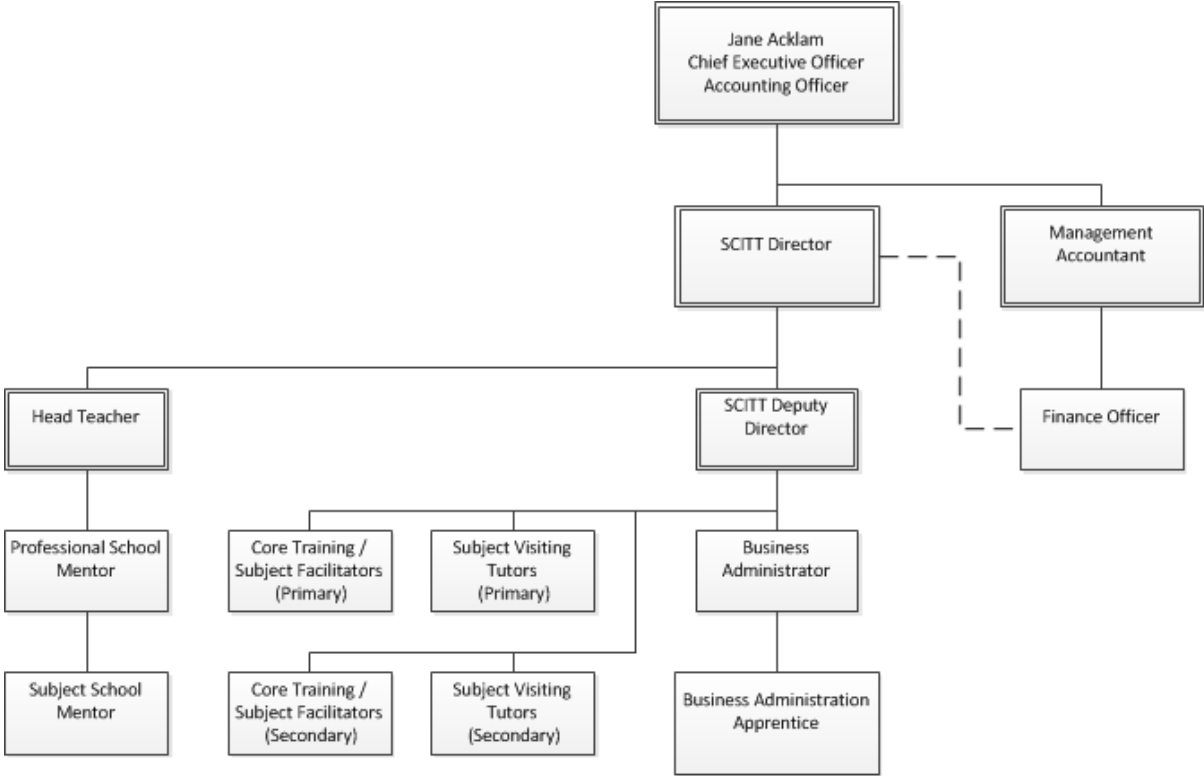 Jane Acklam
Chief Executive Officer
Accounting Officer
SCITT Director
Management
Accountant
Head Teacher
SCITT Deputy
Director
Finance Officer
Professional School
Mentor
Core Training /
Subject Facilitators
(Primary)
Subject Visiting
Tutors
(Primary)
Business
Administrator
Subject School
Mentor
Core Training /
Subject Facilitators
(Secondary)
Subject Visiting
Tutors
(Secondary)
Business Administration
Apprentice